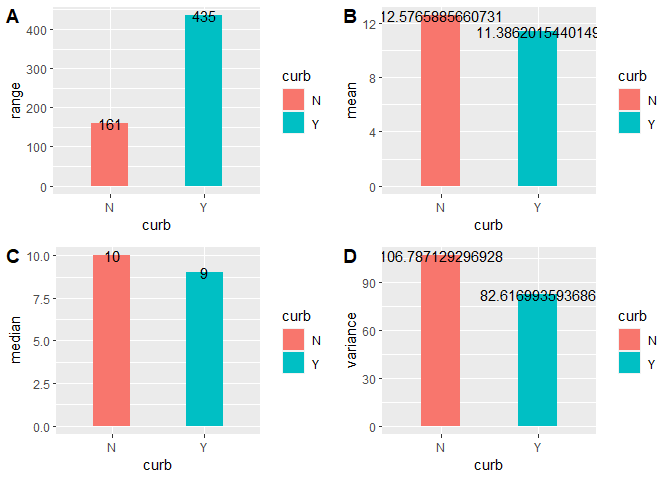 A
range
400
300
200
100
0
161
435
N
Y
curb
curb
N
Y
B
mean
12
8
4
0
12.5765885660731
11.3862015440149
N
Y
curb
curb
N
Y
C
median
10.0
7.5
5.0
2.5
0.0
10
9
N
Y
curb
curb
N
Y
D
variance
90
60
30
0
106.787129296928
82.616993593686
N
Y
curb
curb
N
Y